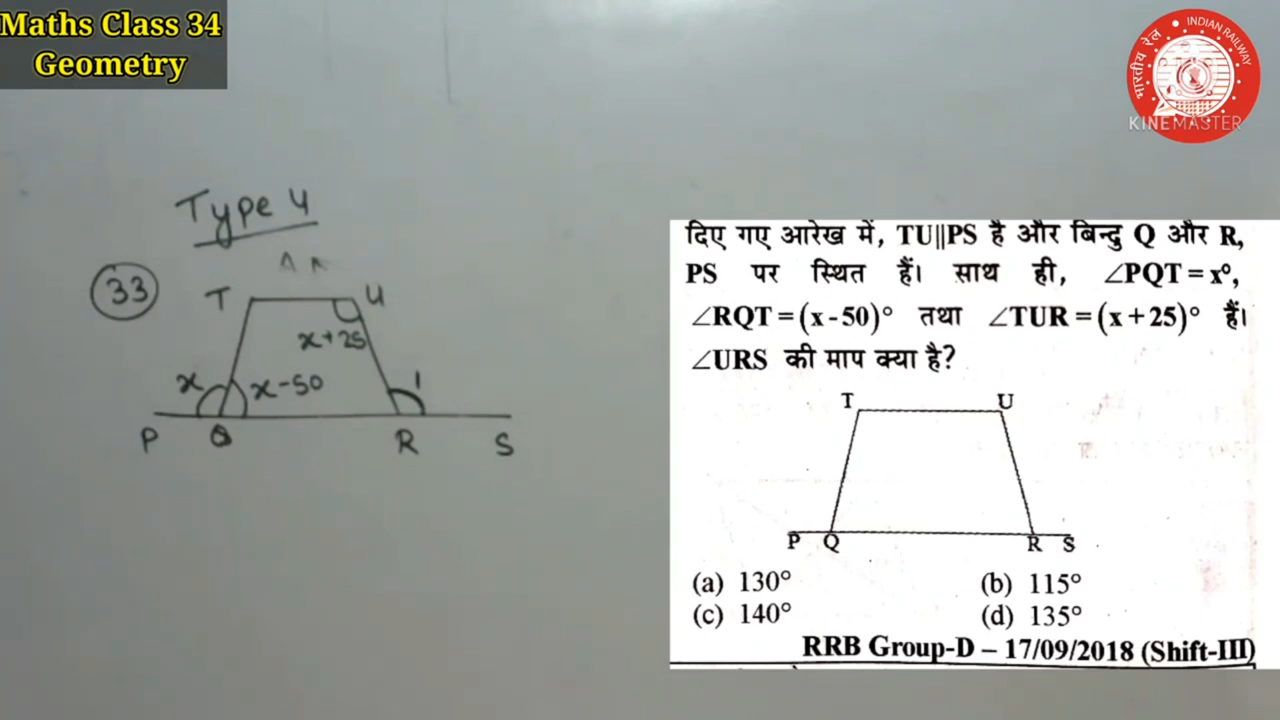 Maths Class 34
Geometry
भारतीय रेल
INDIAN RAILWAY
KINEMASTER
Type 4
33
T
U
x+25
x
x-50
P
Q
R
S
दिए गए आरेख में, TU||PS है और बिन्दु Q और R,
PS पर स्थित हैं। साथ ही, ∠PQT = x°,
∠RQT = (x - 50)° तथा ∠TUR = (x + 25)° हैं।
∠URS की माप क्या है?
T
U
P
Q
R
S
(a) 130°
(b) 115°
(c) 140°
(d) 135°
RRB Group-D – 17/09/2018 (Shift-III)